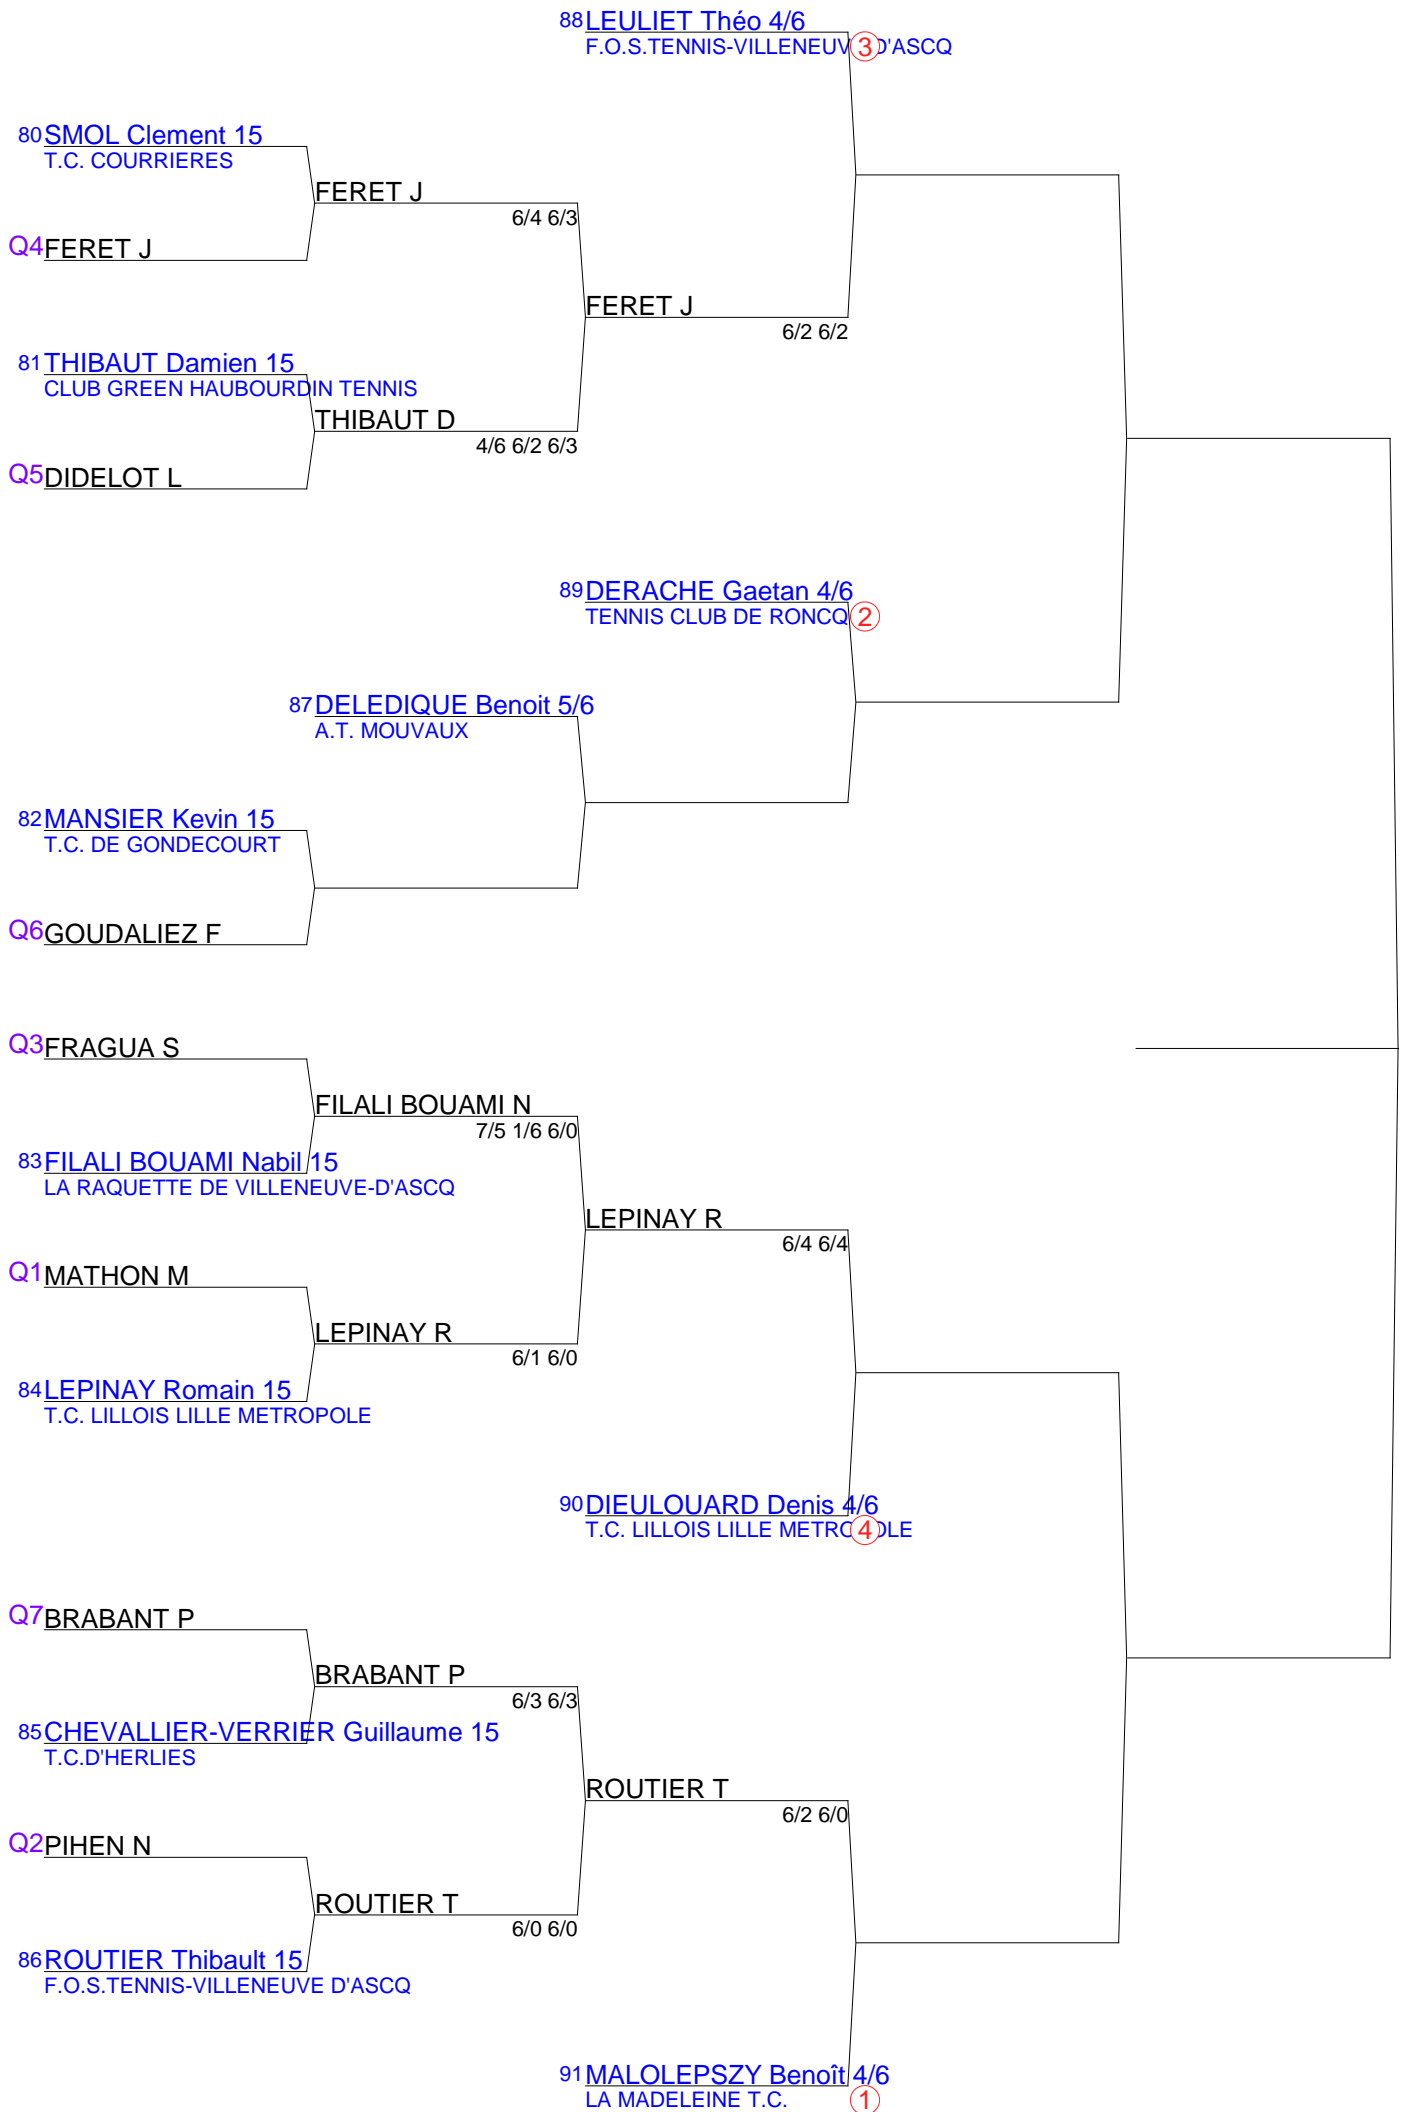 88 LEULIET Théo 4/6
F.O.S.TENNIS-VILLENEUVE D'ASCQ
3
80 SMOL Clement 15
T.C. COURRIERES
FERET J
6/4 6/3
Q4 FERET J
FERET J
6/2 6/2
81 THIBAUT Damien 15
CLUB GREEN HAUBOURDIN TENNIS
THIBAUT D
4/6 6/2 6/3
Q5 DIDELOT L
89 DERACHE Gaetan 4/6
TENNIS CLUB DE RONCQ
2
87 DELEDIQUE Benoit 5/6
A.T. MOUVAUX
82 MANSIER Kevin 15
T.C. DE GONDECOURT
Q6 GOUDALIEZ F
Q3 FRAGUA S
FILALI BOUAMI N
7/5 1/6 6/0
83 FILALI BOUAMI Nabil 15
LA RAQUETTE DE VILLENEUVE-D'ASCQ
LEPINAY R
6/4 6/4
Q1 MATHON M
LEPINAY R
6/1 6/0
84 LEPINAY Romain 15
T.C. LILLOIS LILLE METROPOLE
90 DIEULOUARD Denis 4/6
T.C. LILLOIS LILLE METROPOLE
4
Q7 BRABANT P
BRABANT P
6/3 6/3
85 CHEVALLIER-VERRIER Guillaume 15
T.C.D'HERLIES
ROUTIER T
6/2 6/0
Q2 PIHEN N
ROUTIER T
6/0 6/0
86 ROUTIER Thibault 15
F.O.S.TENNIS-VILLENEUVE D'ASCQ
91 MALOLEPSZY Benoît 4/6
LA MADELEINE T.C.
1